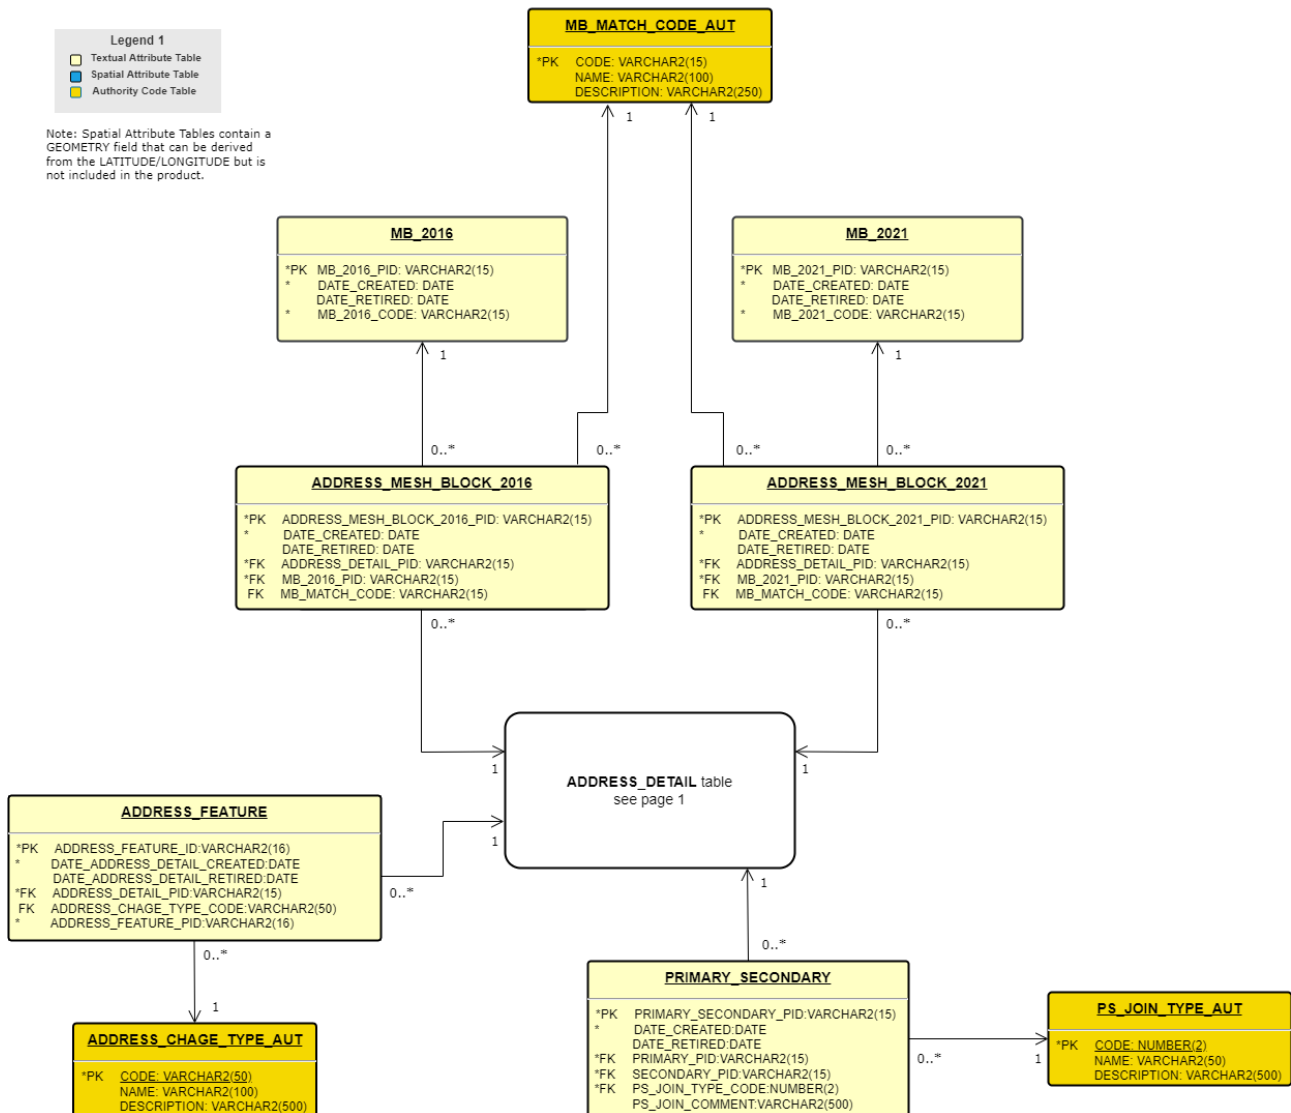 MB_MATCH_CODE_AUT
*PK CODE: VARCHAR2(15)
NAME: VARCHAR2(100)
DESCRIPTION: VARCHAR2(250)
Legend 1
Textual Attribute Table
Spatial Attribute Table
Authority Code Table
Note: Spatial Attribute Tables contain a
GEOMETRY field that can be derived
from the LATITUDE/LONGITUDE but is
not included in the product.
1
1
MB_2016
*PK MB_2016_PID: VARCHAR2(15)
* DATE_CREATED: DATE
DATE_RETIRED: DATE
* MB_2016_CODE: VARCHAR2(15)
MB_2021
*PK MB_2021_PID: VARCHAR2(15)
* DATE_CREATED: DATE
DATE_RETIRED: DATE
* MB_2021_CODE: VARCHAR2(15)
1
1
0..*
0..*
0..*
0..*
ADDRESS_MESH_BLOCK_2016
*PK ADDRESS_MESH_BLOCK_2016_PID: VARCHAR2(15)
* DATE_CREATED: DATE
DATE_RETIRED: DATE
*FK ADDRESS_DETAIL_PID: VARCHAR2(15)
*FK MB_2016_PID: VARCHAR2(15)
FK MB_MATCH_CODE: VARCHAR2(15)
ADDRESS_MESH_BLOCK_2021
*PK ADDRESS_MESH_BLOCK_2021_PID: VARCHAR2(15)
* DATE_CREATED: DATE
DATE_RETIRED: DATE
*FK ADDRESS_DETAIL_PID: VARCHAR2(15)
*FK MB_2021_PID: VARCHAR2(15)
FK MB_MATCH_CODE: VARCHAR2(15)
0..*
0..*
1
1
ADDRESS_DETAIL table
see page 1
1
1
ADDRESS_FEATURE
*PK ADDRESS_FEATURE_ID:VARCHAR2(16)
* DATE_ADDRESS_DETAIL_CREATED:DATE
DATE_ADDRESS_DETAIL_RETIRED:DATE
*FK ADDRESS_DETAIL_PID:VARCHAR2(15)
FK ADDRESS_CHAGE_TYPE_CODE:VARCHAR2(50)
* ADDRESS_FEATURE_PID:VARCHAR2(16)
0..*
0..*
1
0..*
ADDRESS_CHAGE_TYPE_AUT
*PK CODE: VARCHAR2(50)
NAME: VARCHAR2(100)
DESCRIPTION: VARCHAR2(500)
PRIMARY_SECONDARY
*PK PRIMARY_SECONDARY_PID:VARCHAR2(15)
* DATE_CREATED:DATE
DATE_RETIRED:DATE
*FK PRIMARY_PID:VARCHAR2(15)
*FK SECONDARY_PID:VARCHAR2(15)
*FK PS_JOIN_TYPE_CODE:NUMBER(2)
PS_JOIN_COMMENT:VARCHAR2(500)
0..*
1
PS_JOIN_TYPE_AUT
*PK CODE: NUMBER(2)
NAME: VARCHAR2(50)
DESCRIPTION: VARCHAR2(500)